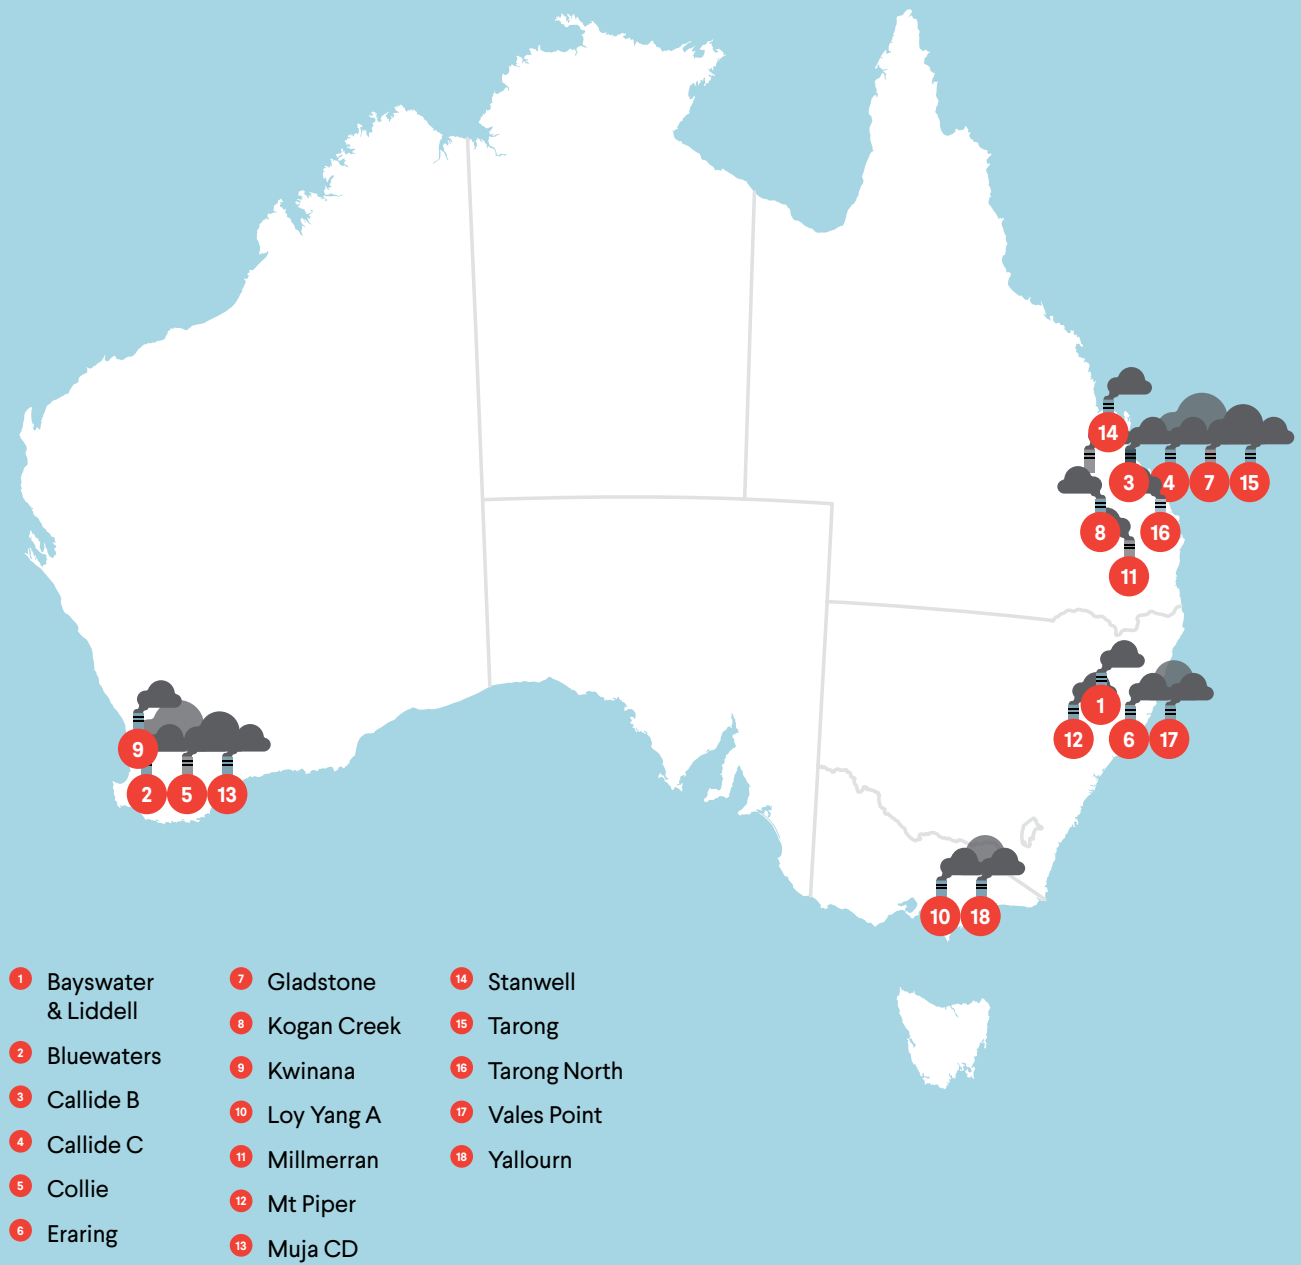 14
3 4 7 15
8 16
11
1
12 6 17
9
2 5 13
10 18
1 Bayswater
& Liddell
2 Bluewaters
3 Callide B
4 Callide C
5 Collie
6 Eraring
7 Gladstone
8 Kogan Creek
9 Kwinana
10 Loy Yang A
11 Millmerran
12 Mt Piper
13 Muja CD
14 Stanwell
15 Tarong
16 Tarong North
17 Vales Point
18 Yallourn